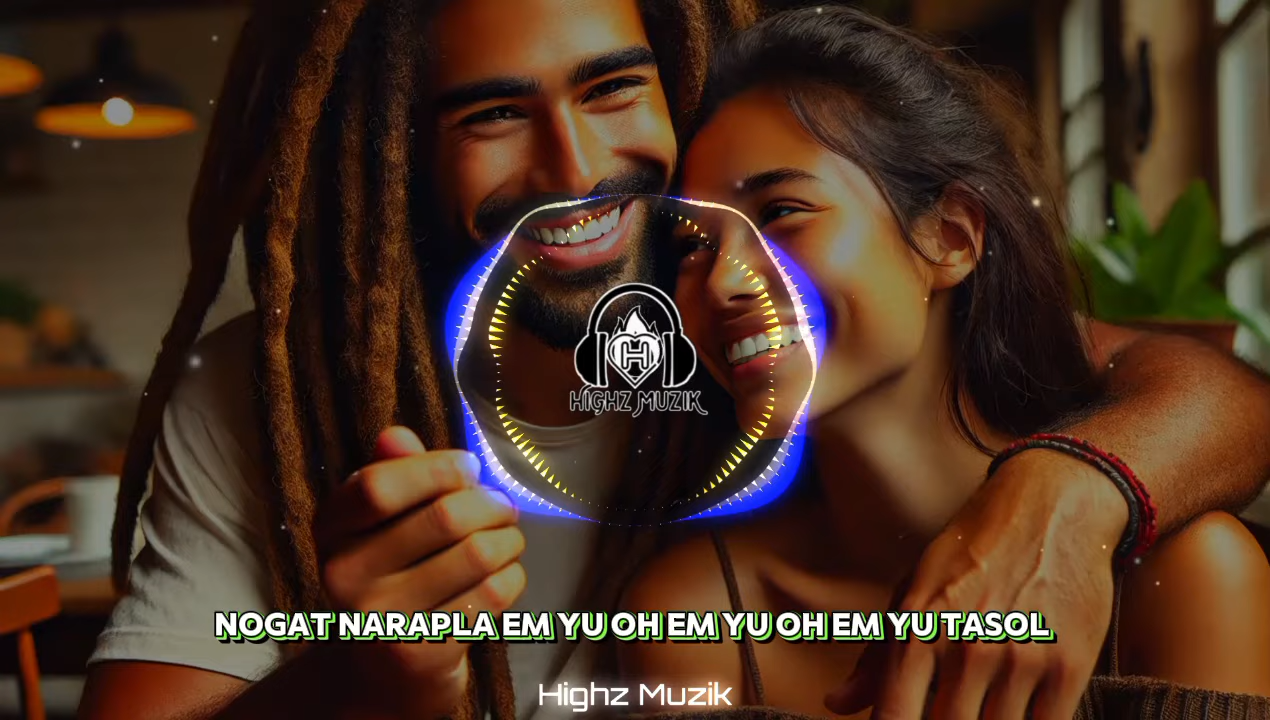 H
HIGHZ MUZIK
NOGAT NARAPLA EM YU OH EM YU OH EM YU TASOL
Highz Muzik